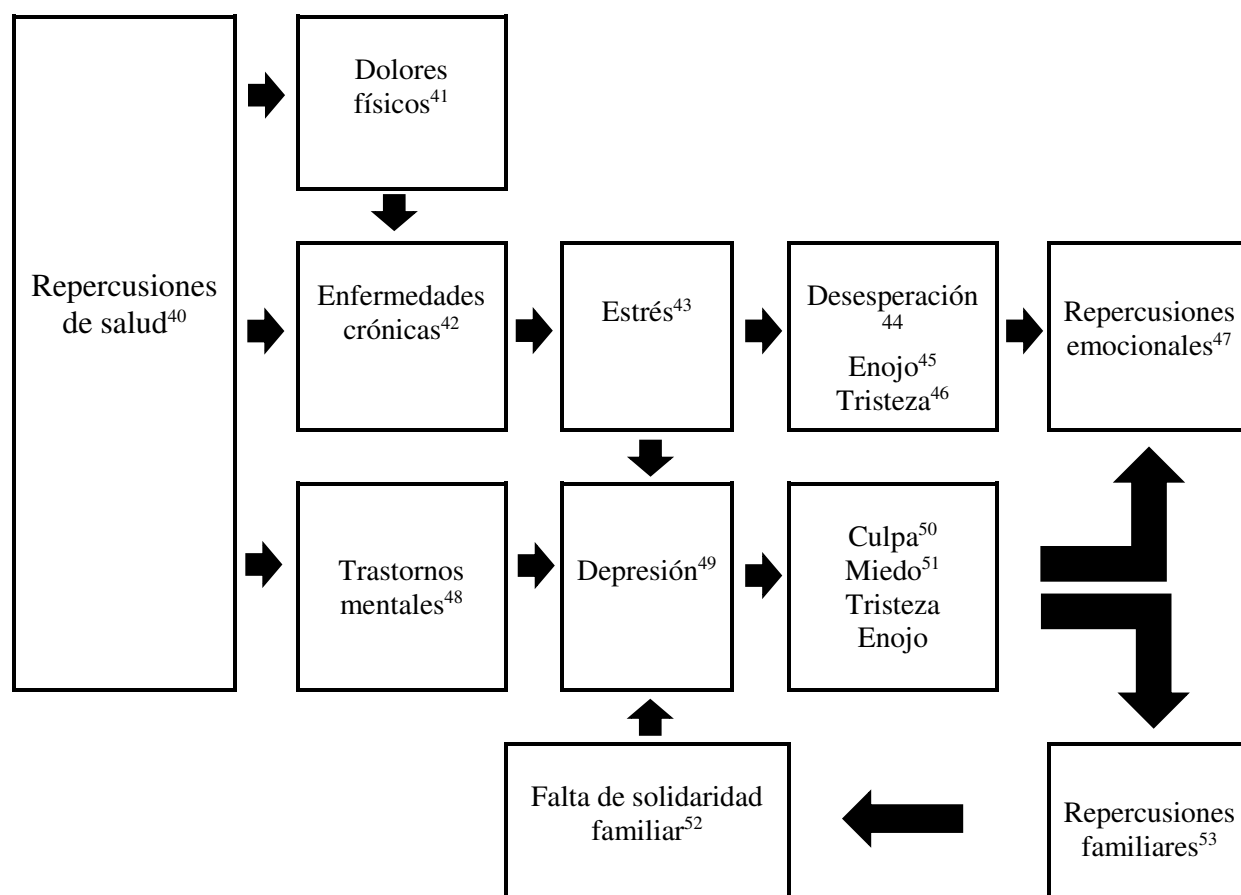 Dolores
físicos⁴¹
Repercusiones
de salud⁴⁰
Enfermedades
crónicas⁴²
Estrés⁴³
Desesperación
44
Enojo⁴⁵
Tristeza⁴⁶
Repercusiones
emocionales⁴⁷
Trastornos
mentales⁴⁸
Depresión⁴⁹
Culpa⁵⁰
Miedo⁵¹
Tristeza
Enojo
Falta de solidaridad
familiar⁵²
Repercusiones
familiares⁵³